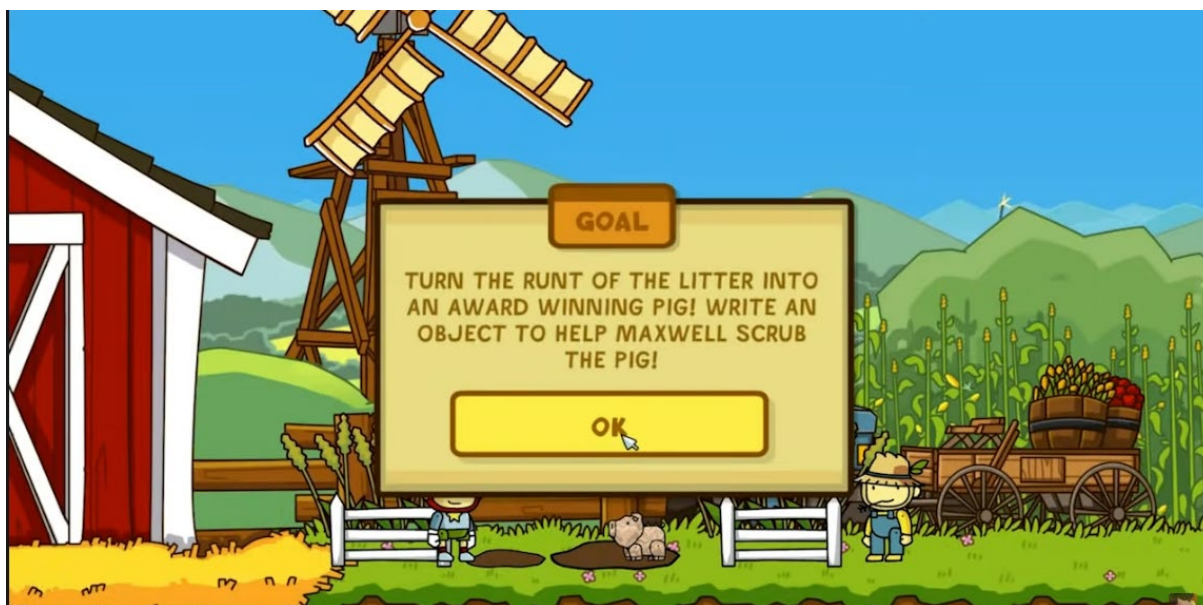 GOAL
TURN THE RUNT OF THE LITTER INTO
AN AWARD WINNING PIG! WRITE AN
OBJECT TO HELP MAXWELL SCRUB
THE PIG!
OK